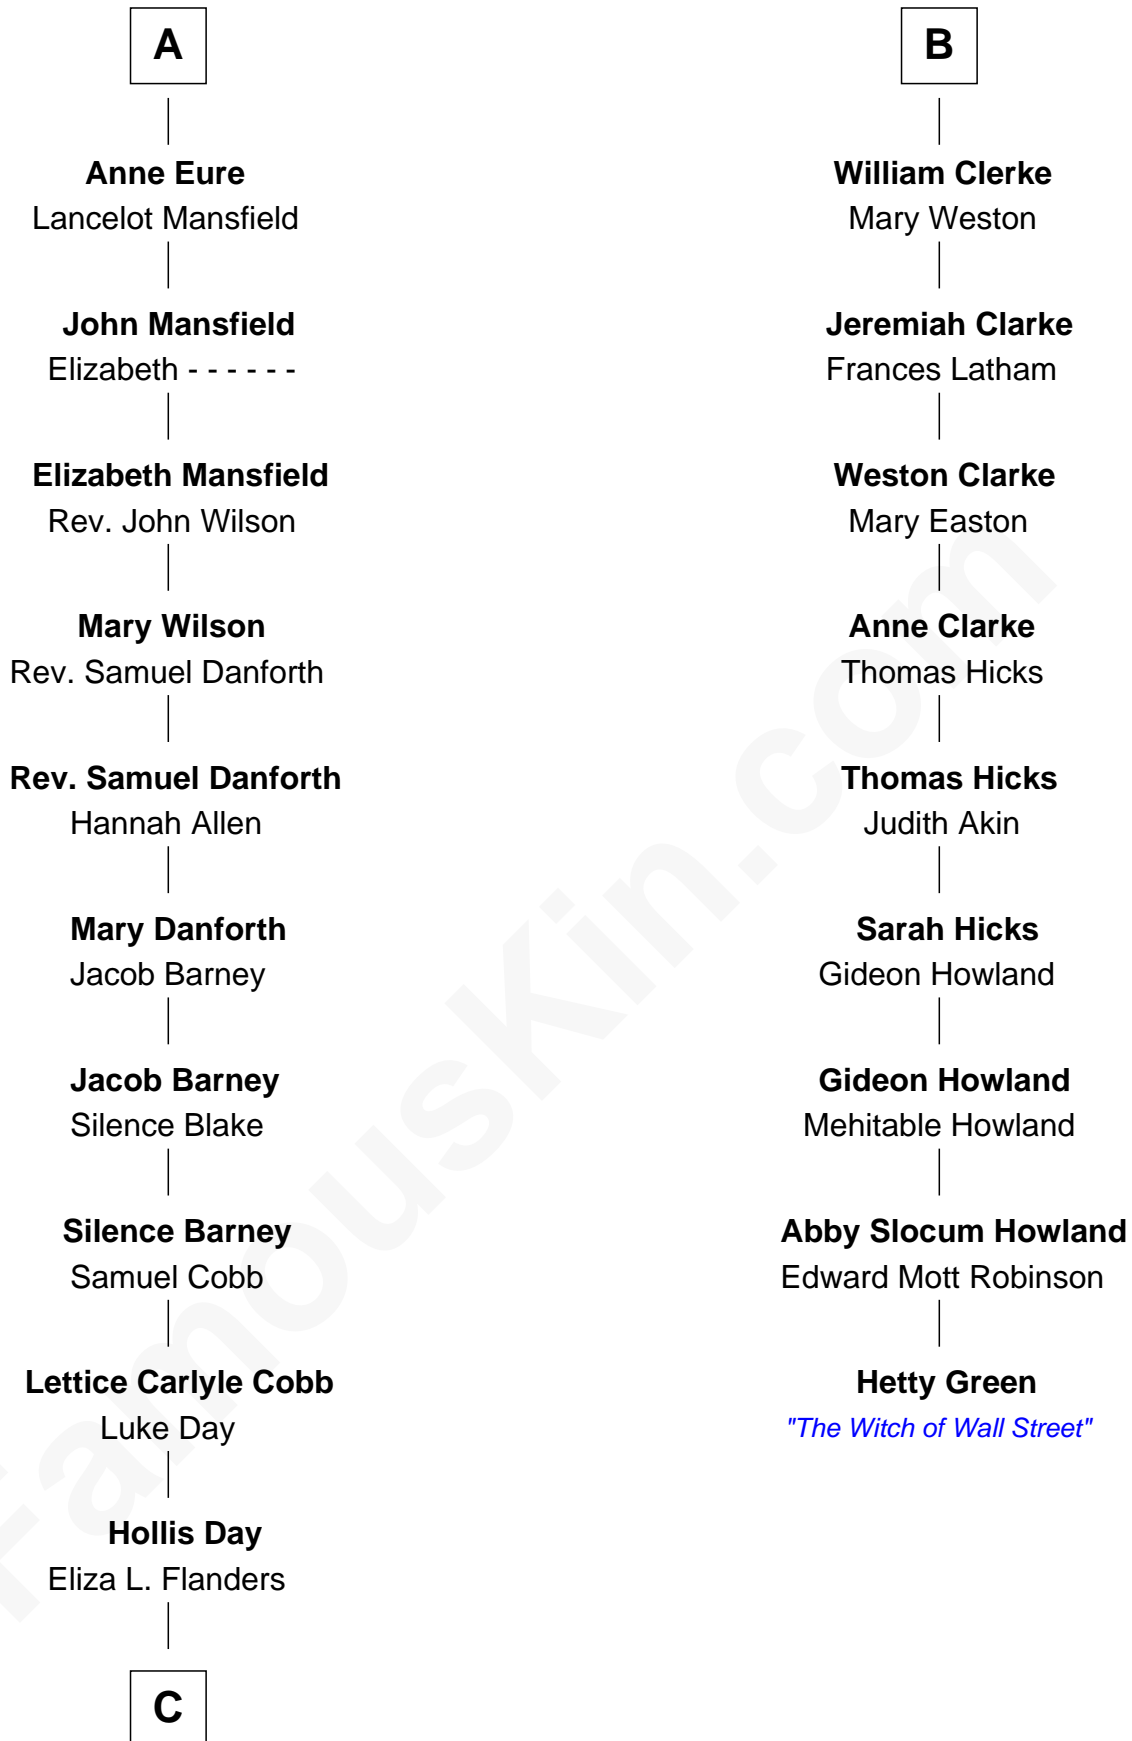 A
Anne Eure
Lancelot Mansfield
John Mansfield
Elizabeth - - - - - -
Elizabeth Mansfield
Rev. John Wilson
Mary Wilson
Rev. Samuel Danforth
Rev. Samuel Danforth
Hannah Allen
Mary Danforth
Jacob Barney
Jacob Barney
Silence Blake
Silence Barney
Samuel Cobb
Lettice Carlyle Cobb
Luke Day
Hollis Day
Eliza L. Flanders
C
B
William Clerke
Mary Weston
Jeremiah Clarke
Frances Latham
Weston Clarke
Mary Easton
Anne Clarke
Thomas Hicks
Thomas Hicks
Judith Akin
Sarah Hicks
Gideon Howland
Gideon Howland
Mehitable Howland
Abby Slocum Howland
Edward Mott Robinson
Hetty Green
"The Witch of Wall Street"
FamousKin.com